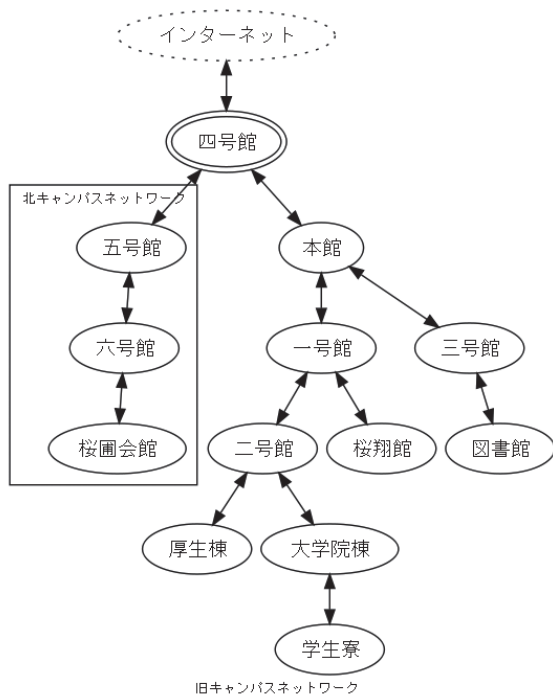 インターネット
四号館
北キャンパスネットワーク
五号館
本館
六号館
一号館
三号館
桜圃会館
二号館
桜翔館
図書館
厚生棟
大学院棟
学生寮
旧キャンパスネットワーク